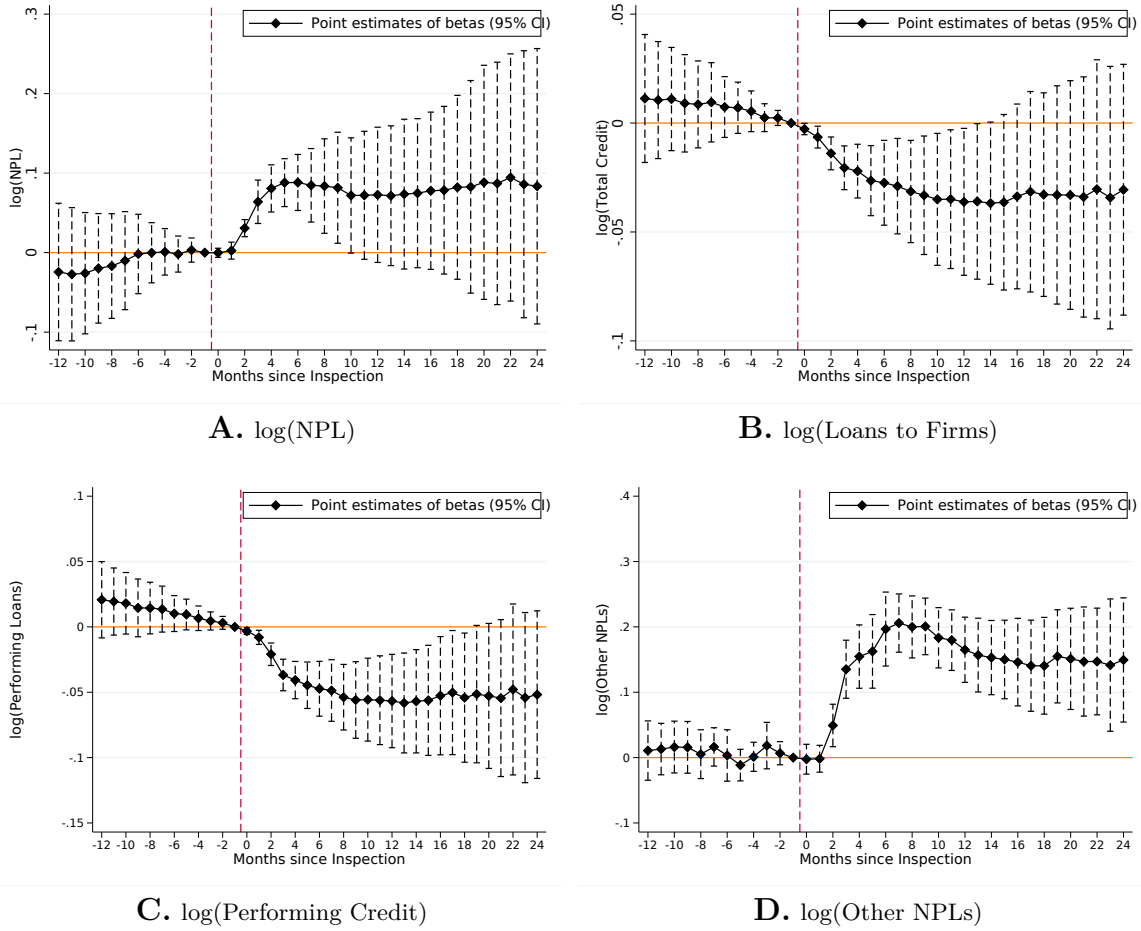 Point estimates of betas (95% CI)
.3
.2
.1
0
-.1
log(NPL)
-12 -10 -8 -6 -4 -2 0 2 4 6 8 10 12 14 16 18 20 22 24
Months since Inspection
A. log(NPL)
Point estimates of betas (95% CI)
.05
0
-.05
-.1
log(Total Credit)
-12 -10 -8 -6 -4 -2 0 2 4 6 8 10 12 14 16 18 20 22 24
Months since Inspection
B. log(Loans to Firms)
Point estimates of betas (95% CI)
.1
.05
0
-.05
-.1
-.15
log(Performing Loans)
-12 -10 -8 -6 -4 -2 0 2 4 6 8 10 12 14 16 18 20 22 24
Months since Inspection
C. log(Performing Credit)
Point estimates of betas (95% CI)
.4
.3
.2
.1
0
-.1
log(Other NPLs)
-12 -10 -8 -6 -4 -2 0 2 4 6 8 10 12 14 16 18 20 22 24
Months since Inspection
D. log(Other NPLs)